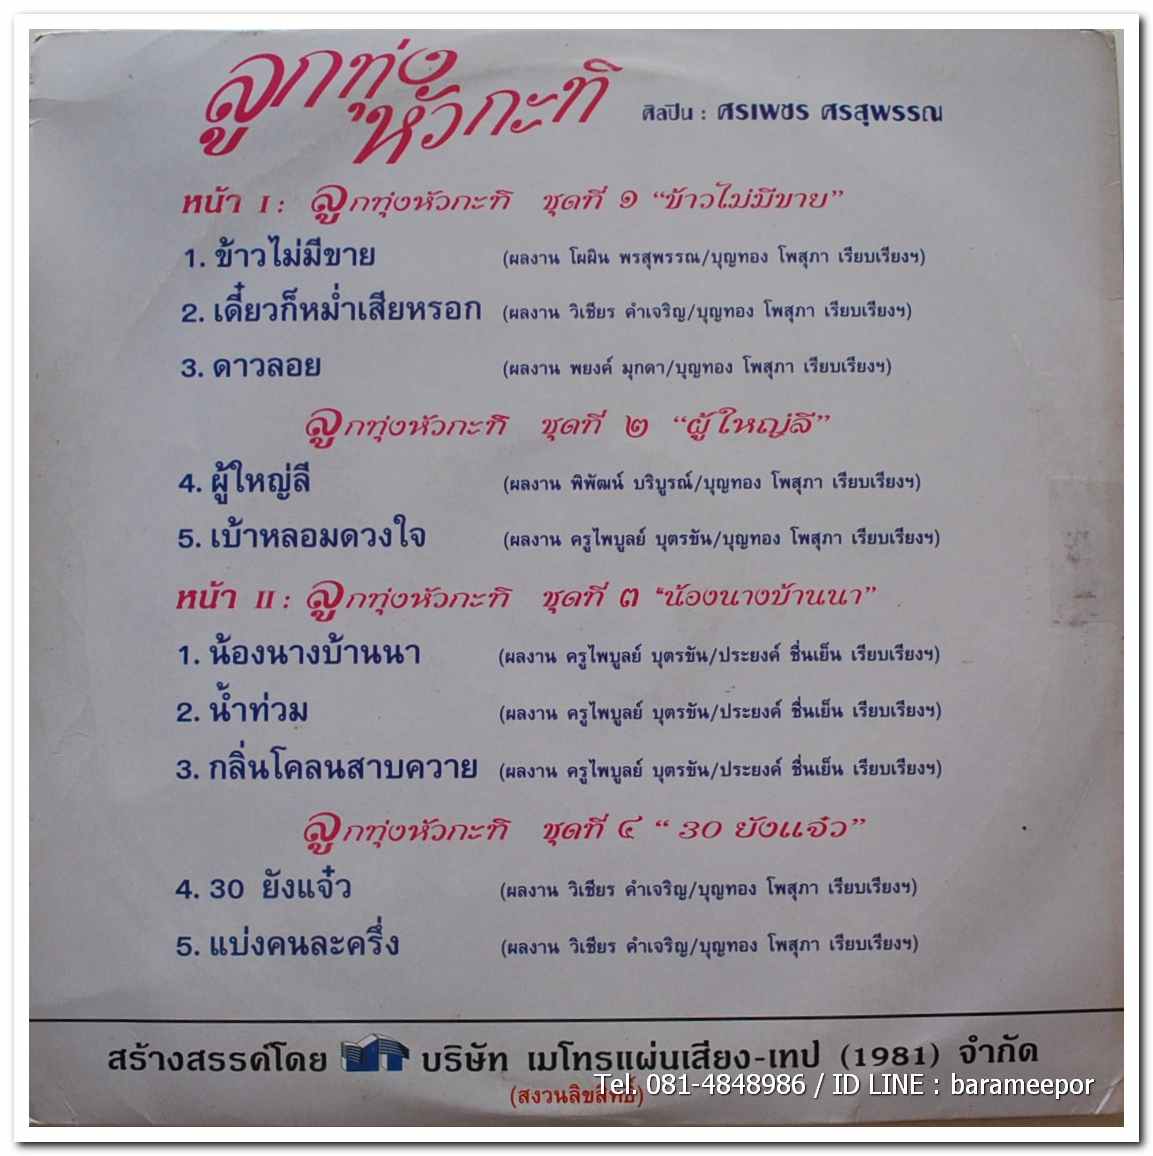 ลูกทุ่ง
หัวกะทิ
ศิลปิน : ศรเพชร ศรสุพรรณ
หน้า I : ลูกทุ่งหัวกะทิ ชุดที่ ๑ "ข้าวไม่มีขาย"
1. ข้าวไม่มีขาย (ผลงาน โผผิน พรสุพรรณ/บุญทอง โพสุภา เรียบเรียงฯ)
2. เดี๋ยวก็หม่ำเสียหรอก (ผลงาน วิเชียร คำเจริญ/บุญทอง โพสุภา เรียบเรียงฯ)
3. ดาวลอย (ผลงาน พยงค์ มุกดา/บุญทอง โพสุภา เรียบเรียงฯ)
ลูกทุ่งหัวกะทิ ชุดที่ ๒ "ผู้ใหญ่ลี"
4. ผู้ใหญ่ลี (ผลงาน พิพัฒน์ บริบูรณ์/บุญทอง โพสุภา เรียบเรียงฯ)
5. เบ้าหลอมดวงใจ (ผลงาน ครูไพบูลย์ บุตรขัน/บุญทอง โพสุภา เรียบเรียงฯ)
หน้า II : ลูกทุ่งหัวกะทิ ชุดที่ ๓ "น้องนางบ้านนา"
1. น้องนางบ้านนา (ผลงาน ครูไพบูลย์ บุตรขัน/ประยงค์ ชื่นเย็น เรียบเรียงฯ)
2. น้ำท่วม (ผลงาน ครูไพบูลย์ บุตรขัน/ประยงค์ ชื่นเย็น เรียบเรียงฯ)
3. กลิ่นโคลนสาบควาย (ผลงาน ครูไพบูลย์ บุตรขัน/ประยงค์ ชื่นเย็น เรียบเรียงฯ)
ลูกทุ่งหัวกะทิ ชุดที่ ๔ "30 ยังแจ๋ว"
4. 30 ยังแจ๋ว (ผลงาน วิเชียร คำเจริญ/บุญทอง โพสุภา เรียบเรียงฯ)
5. แบ่งคนละครึ่ง (ผลงาน วิเชียร คำเจริญ/บุญทอง โพสุภา เรียบเรียงฯ)
สร้างสรรค์โดย บริษัท เมโทรแผ่นเสียง-เทป (1981) จำกัด
Tel. 081-4848986 / ID LINE : barameepor
(สงวนลิขสิทธิ์)